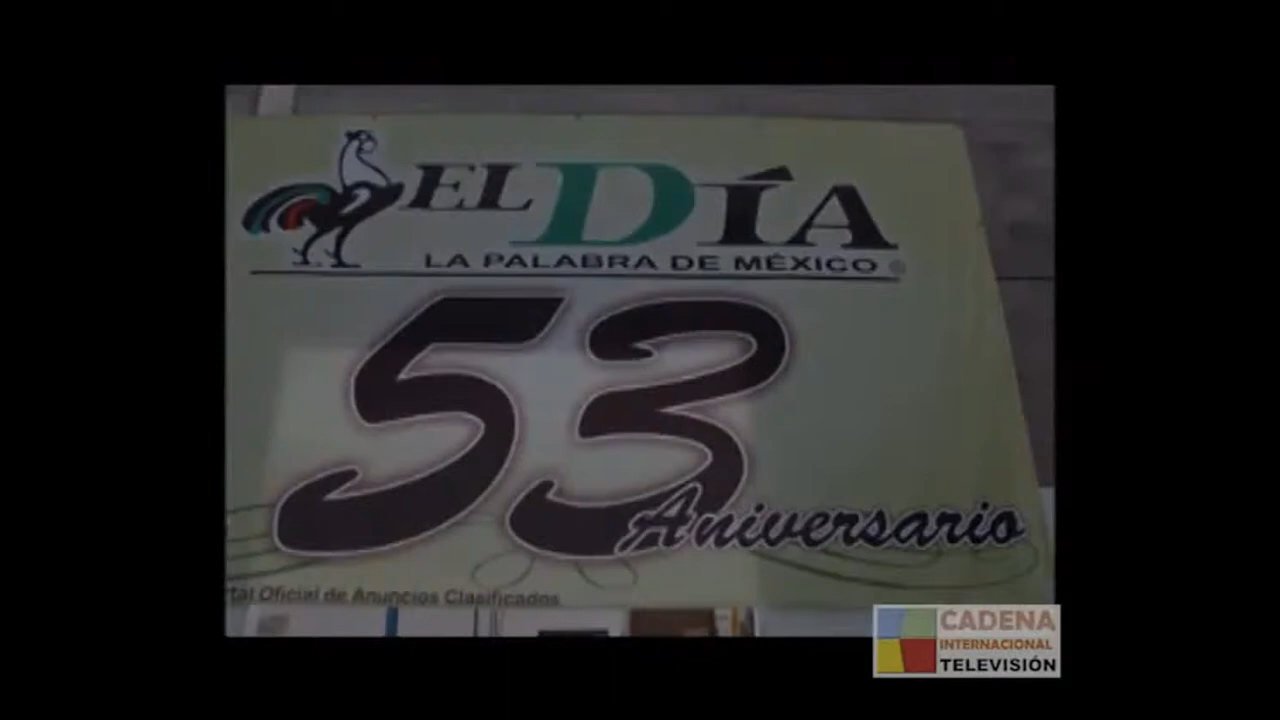 EL DÍA
LA PALABRA DE MÉXICO
53
Aniversario
Oficial de Anuncios Clasificados
CADENA
INTERNACIONAL
TELEVISIÓN